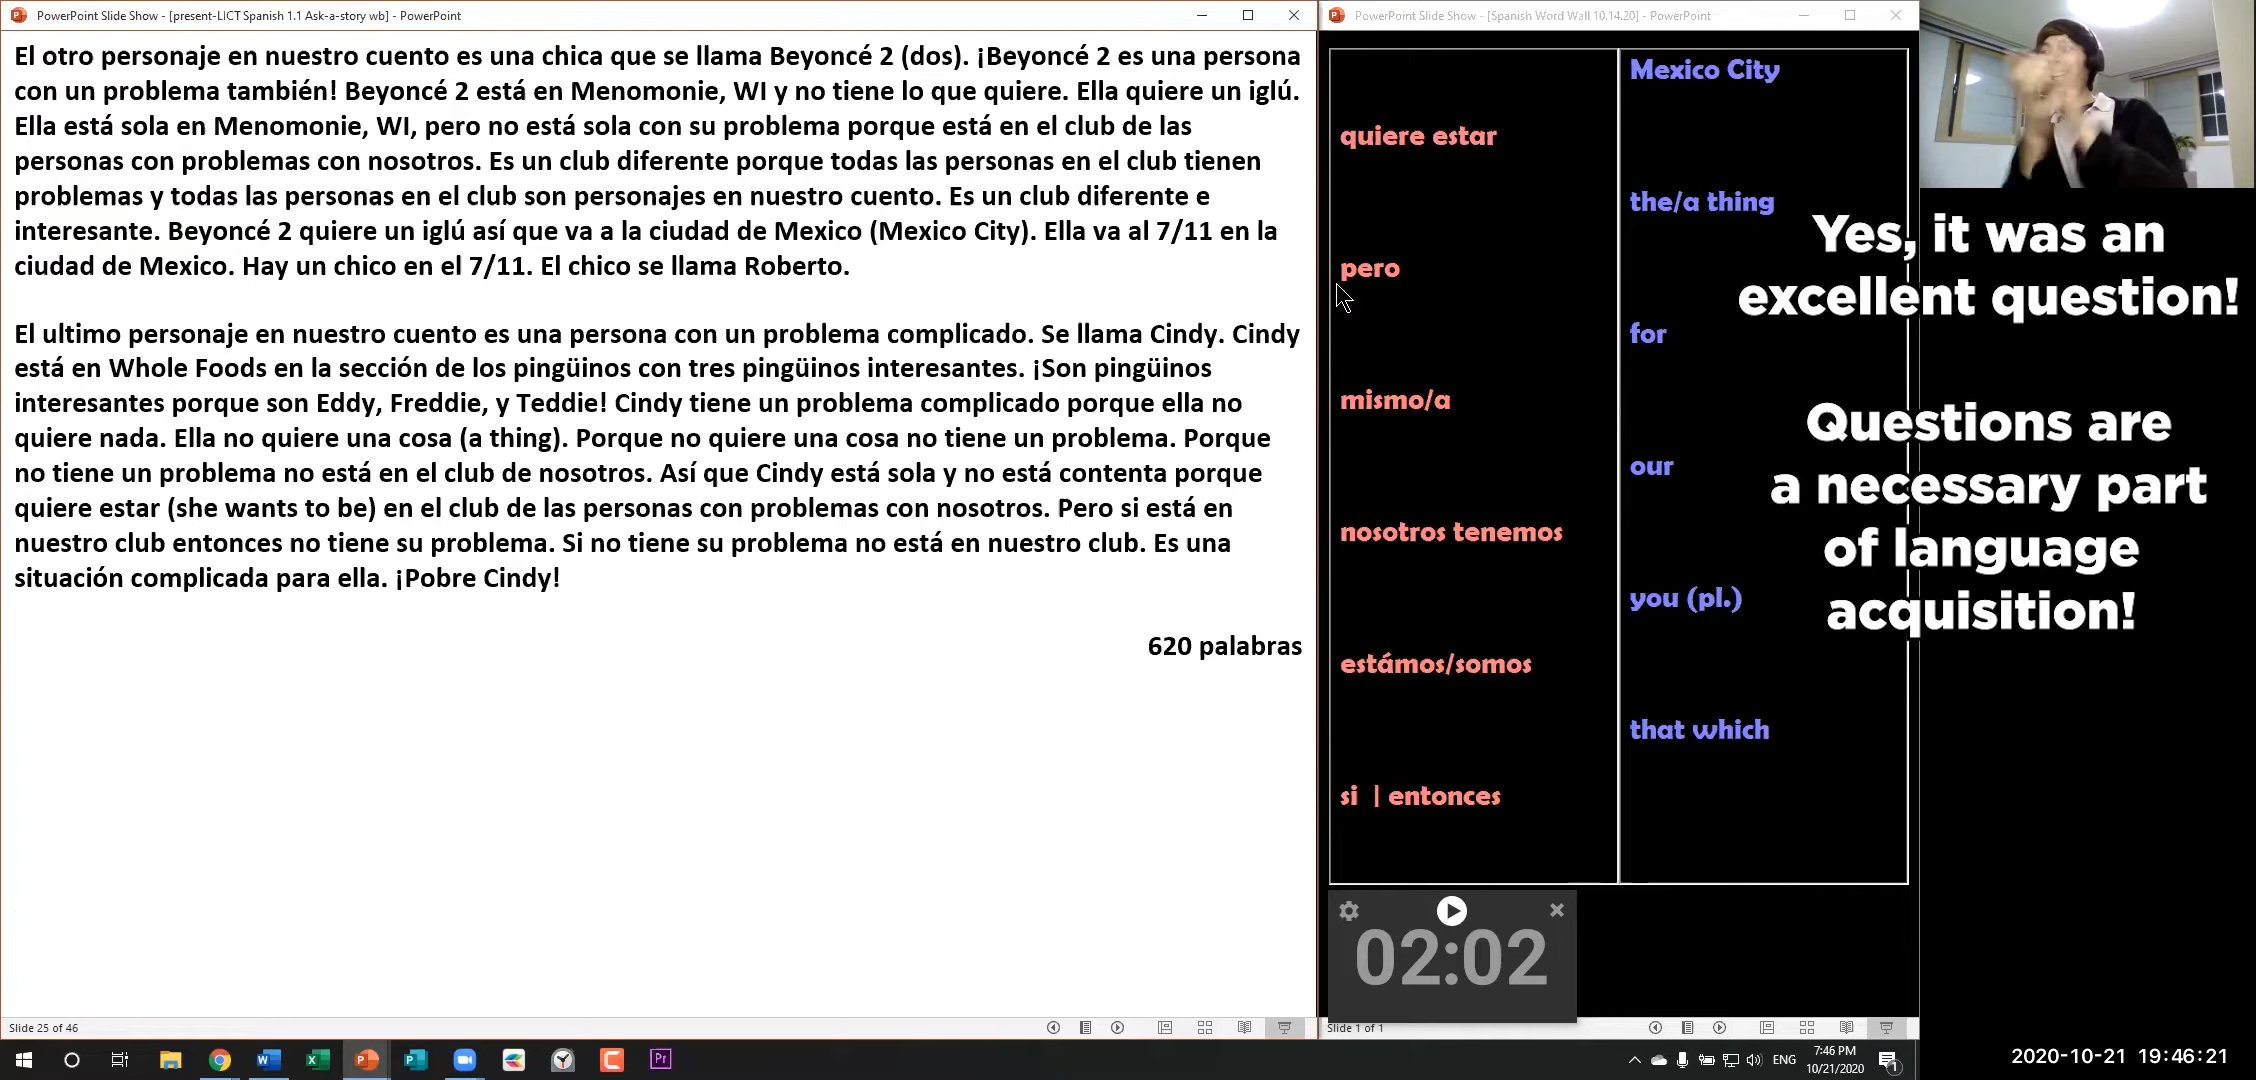 PowerPoint Slide Show - [present-LICT Spanish 1.1 Ask-a-story wb] - PowerPoint
El otro personaje en nuestro cuento es una chica que se llama Beyoncé 2 (dos). ¡Beyoncé 2 es una persona
con un problema también! Beyoncé 2 está en Menomonie, WI y no tiene lo que quiere. Ella quiere un iglú.
Ella está sola en Menomonie, WI, pero no está sola con su problema porque está en el club de las
personas con problemas con nosotros. Es un club diferente porque todas las personas en el club tienen
problemas y todas las personas en el club son personajes en nuestro cuento. Es un club diferente e
interesante. Beyoncé 2 quiere un iglú así que va a la ciudad de Mexico (Mexico City). Ella va al 7/11 en la
ciudad de Mexico. Hay un chico en el 7/11. El chico se llama Roberto.
El ultimo personaje en nuestro cuento es una persona con un problema complicado. Se llama Cindy. Cindy
está en Whole Foods en la sección de los pingüinos con tres pingüinos interesantes. ¡Son pingüinos
interesantes porque son Eddy, Freddie, y Teddie! Cindy tiene un problema complicado porque ella no
quiere nada. Ella no quiere una cosa (a thing). Porque no quiere una cosa no tiene un problema. Porque
no tiene un problema no está en el club de nosotros. Así que Cindy está sola y no está contenta porque
quiere estar (she wants to be) en el club de las personas con problemas con nosotros. Pero si está en
nuestro club entonces no tiene su problema. Si no tiene su problema no está en nuestro club. Es una
situación complicada para ella. ¡Pobre Cindy!
620 palabras
Slide 25 of 46
PowerPoint Slide Show - [Spanish Word Wall 10.14.20] - PowerPoint
quiere estar
pero
mismo/a
nosotros tenemos
estámos/somos
si | entonces
Mexico City
the/a thing
for
our
you (pl.)
that which
02:02
Slide 1 of 1
Yes, it was an
excellent question!
Questions are
a necessary part
of language
acquisition!
ENG
7:46 PM
10/21/2020
1
2020-10-21 19:46:21
W
X
P
P
Pr